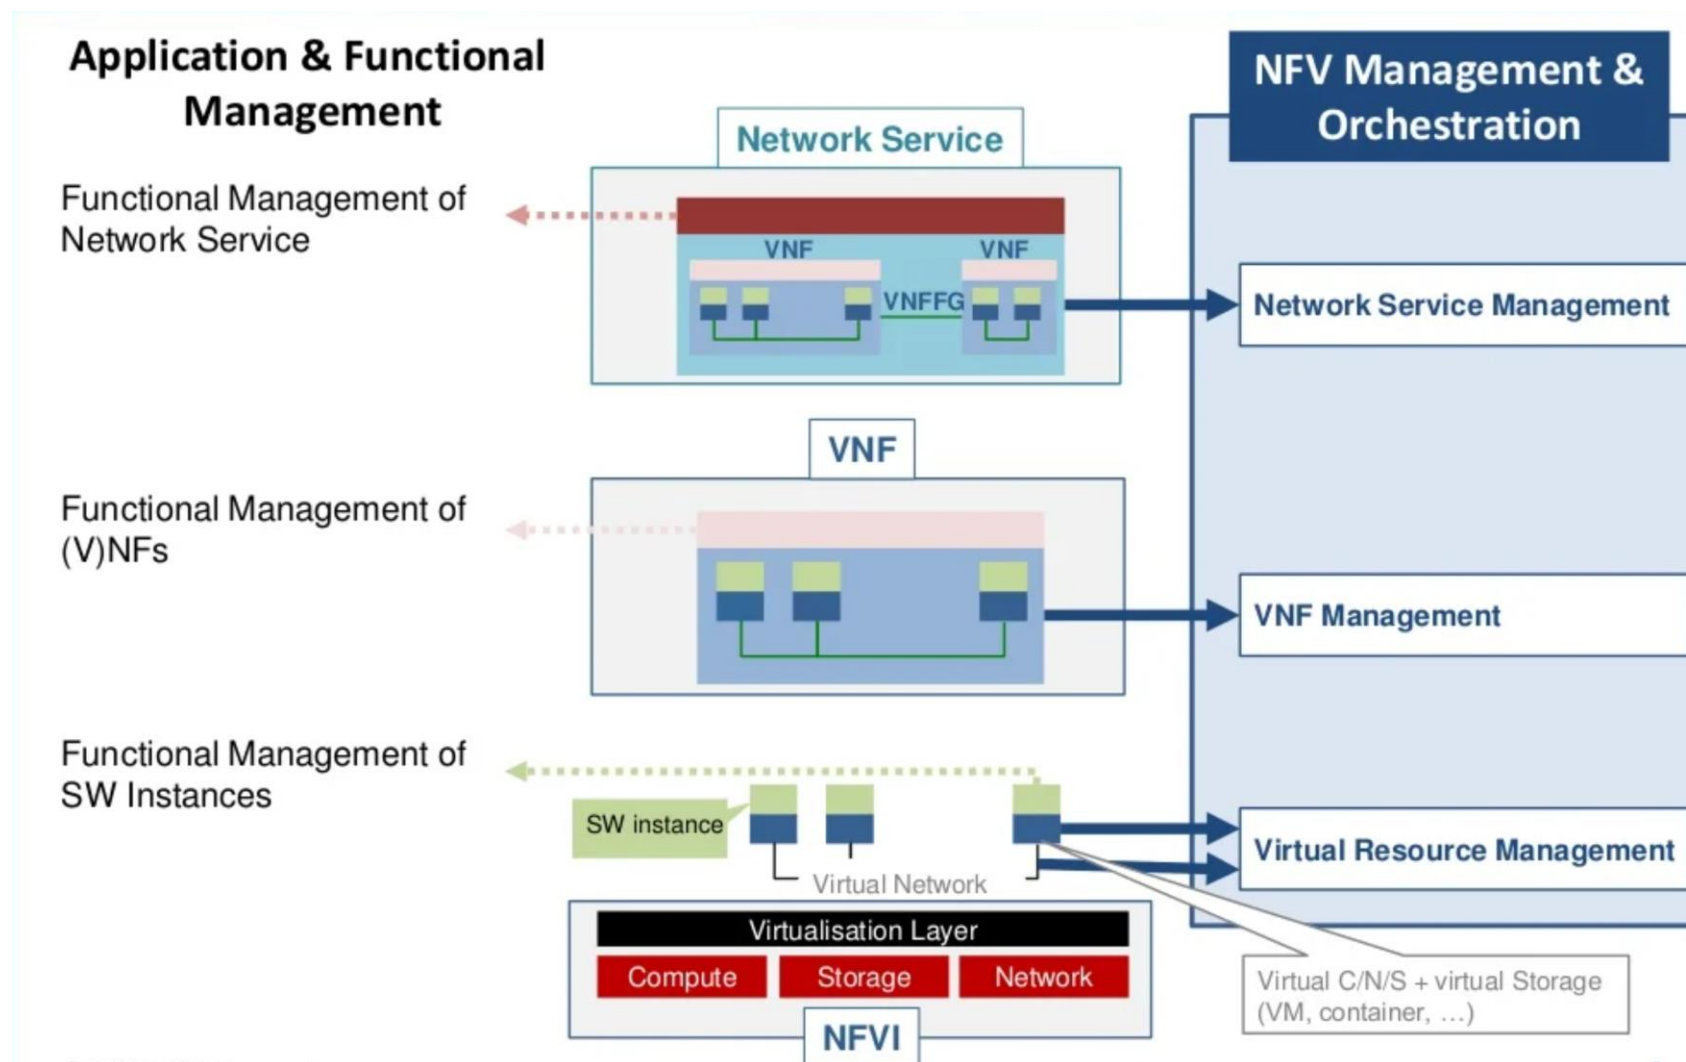 Application & Functional
Management
NFV Management &
Orchestration
Network Service
Functional Management of
Network Service
VNF
VNF
VNFFG
Network Service Management
VNF
Functional Management of
(V)NFs
VNF Management
Functional Management of
SW Instances
SW instance
Virtual Resource Management
Virtual Network
Virtualisation Layer
Compute
Storage
Network
Virtual C/N/S + virtual Storage
(VM, container, …)
NFVI